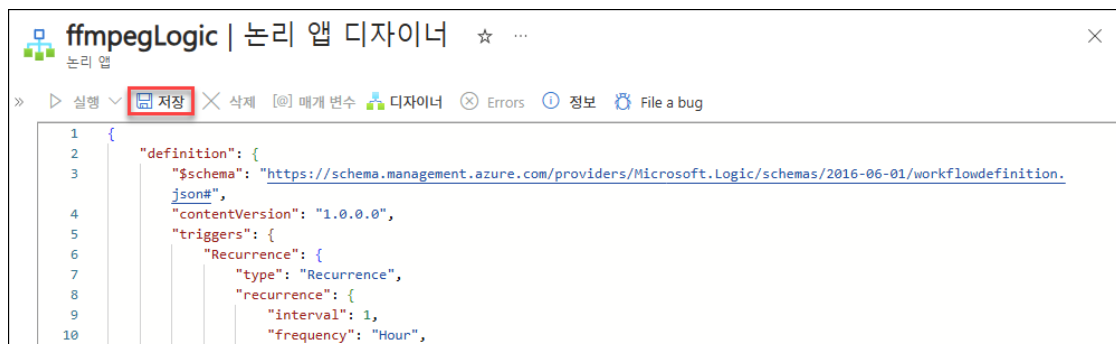 ffmpegLogic | 논리 앱 디자이너 ☆ ···
논리 앱
» 실행 저장 삭제 [@] 매개 변수 디자이너 Errors 정보 File a bug
1 {
2 "definition": {
3 "$schema": "https://schema.management.azure.com/providers/Microsoft.Logic/schemas/2016-06-01/workflowdefinition.
json#",
4 "contentVersion": "1.0.0.0",
5 "triggers": {
6 "Recurrence": {
7 "type": "Recurrence",
8 "recurrence": {
9 "interval": 1,
10 "frequency": "Hour",